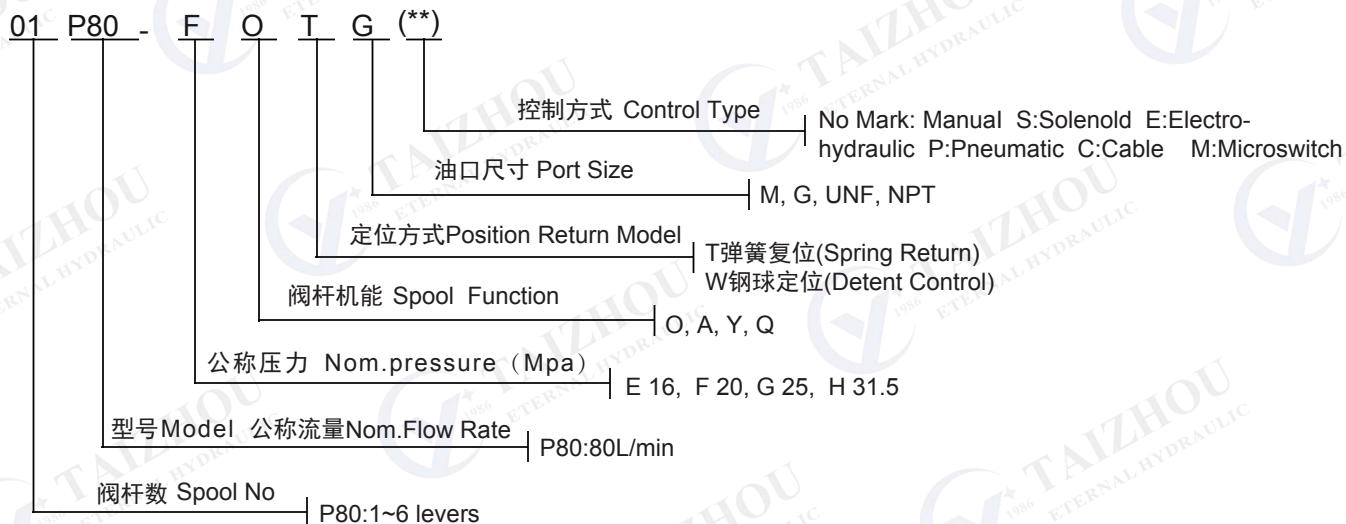 01 P80 - F O T G (**)
控制方式 Control Type
No Mark: Manual S:Solenold E:Electro-
hydraulic P:Pneumatic C:Cable M:Microswitch
油口尺寸 Port Size
M, G, UNF, NPT
定位方式Position Return Model
T弹簧复位(Spring Return)
W钢球定位(Detent Control)
阀杆机能 Spool Function
O, A, Y, Q
公称压力 Nom.pressure（Mpa）
E 16, F 20, G 25, H 31.5
型号Model 公称流量Nom.Flow Rate
P80:80L/min
阀杆数 Spool No
P80:1~6 levers
TAIZHOU
ETERNAL HYDRAULIC
1986